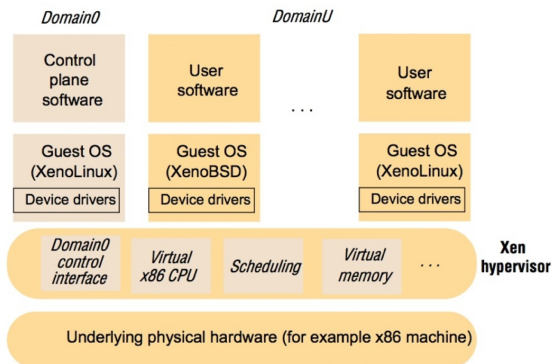 Domain0
DomainU
Control
plane
software
User
software
. . .
User
software
Guest OS
(XenoLinux)
Device drivers
Guest OS
(XenoBSD)
Device drivers
Guest OS
(XenoLinux)
Device drivers
Domain0
control
interface
Virtual
x86 CPU
Scheduling
Virtual
memory
. . .
Xen
hypervisor
Underlying physical hardware (for example x86 machine)